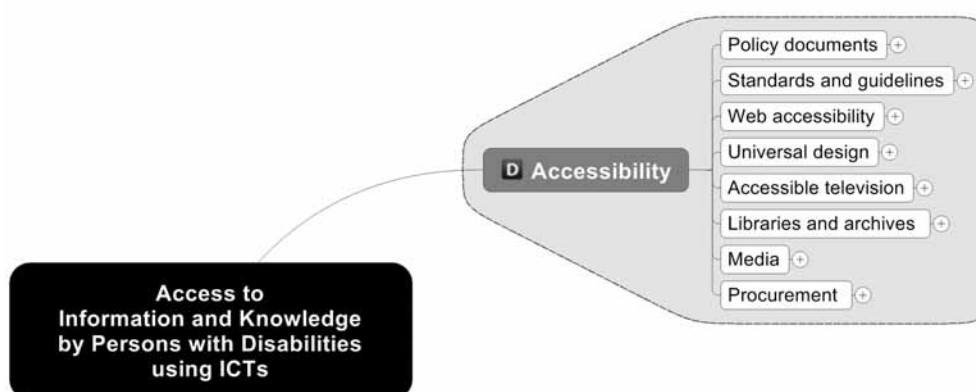 Policy documents
Standards and guidelines
Web accessibility
Universal design
D Accessibility
Accessible television
Libraries and archives
Media
Procurement
Access to
Information and Knowledge
by Persons with Disabilities
using ICTs